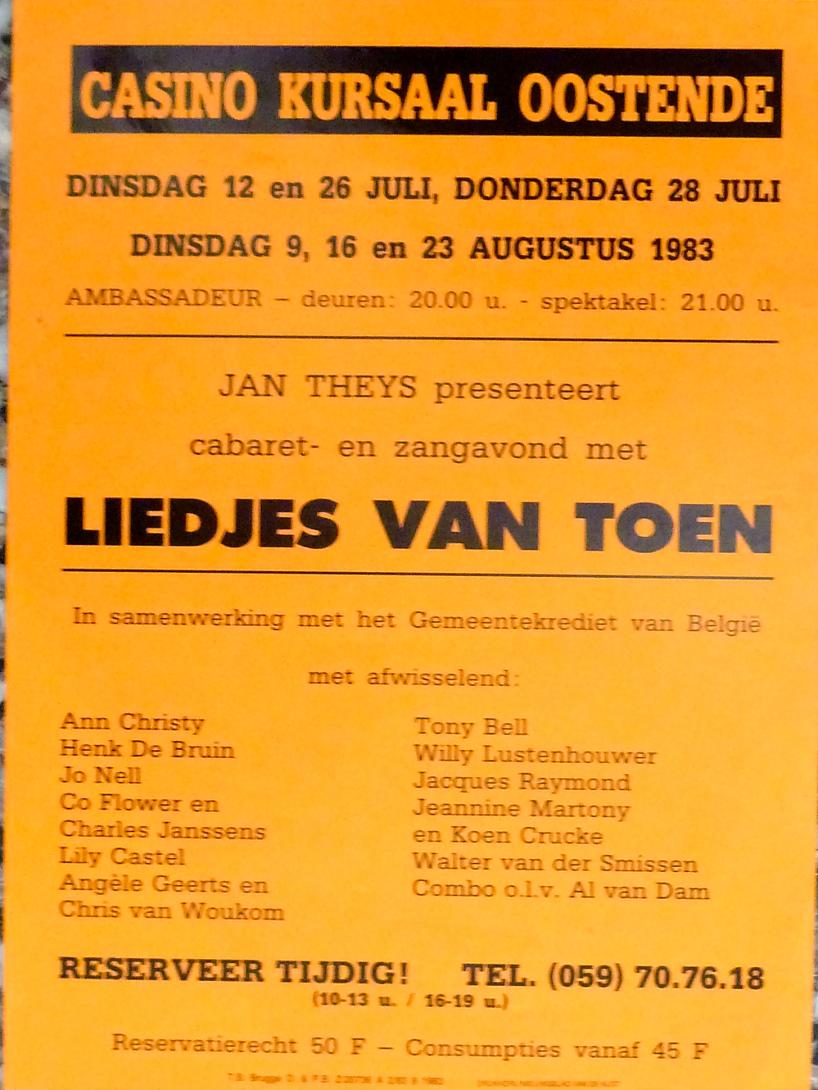 CASINO KURSAAL OOSTENDE
DINSDAG 12 en 26 JULI, DONDERDAG 28 JULI
DINSDAG 9, 16 en 23 AUGUSTUS 1983
AMBASSADEUR – deuren: 20.00 u. - spektakel: 21.00 u.
JAN THEYS presenteert
cabaret- en zangavond met
LIEDJES VAN TOEN
In samenwerking met het Gemeentekrediet van België
met afwisselend:
Ann Christy
Henk De Bruin
Jo Nell
Co Flower en
Charles Janssens
Lily Castel
Angèle Geerts en
Chris van Woukom
Tony Bell
Willy Lustenhouwer
Jacques Raymond
Jeannine Martony
en Koen Crucke
Walter van der Smissen
Combo o.l.v. Al van Dam
RESERVEER TIJDIG! TEL. (059) 70.76.18
(10-13 u. / 16-19 u.)
Reservatierecht 50 F – Consumpties vanaf 45 F